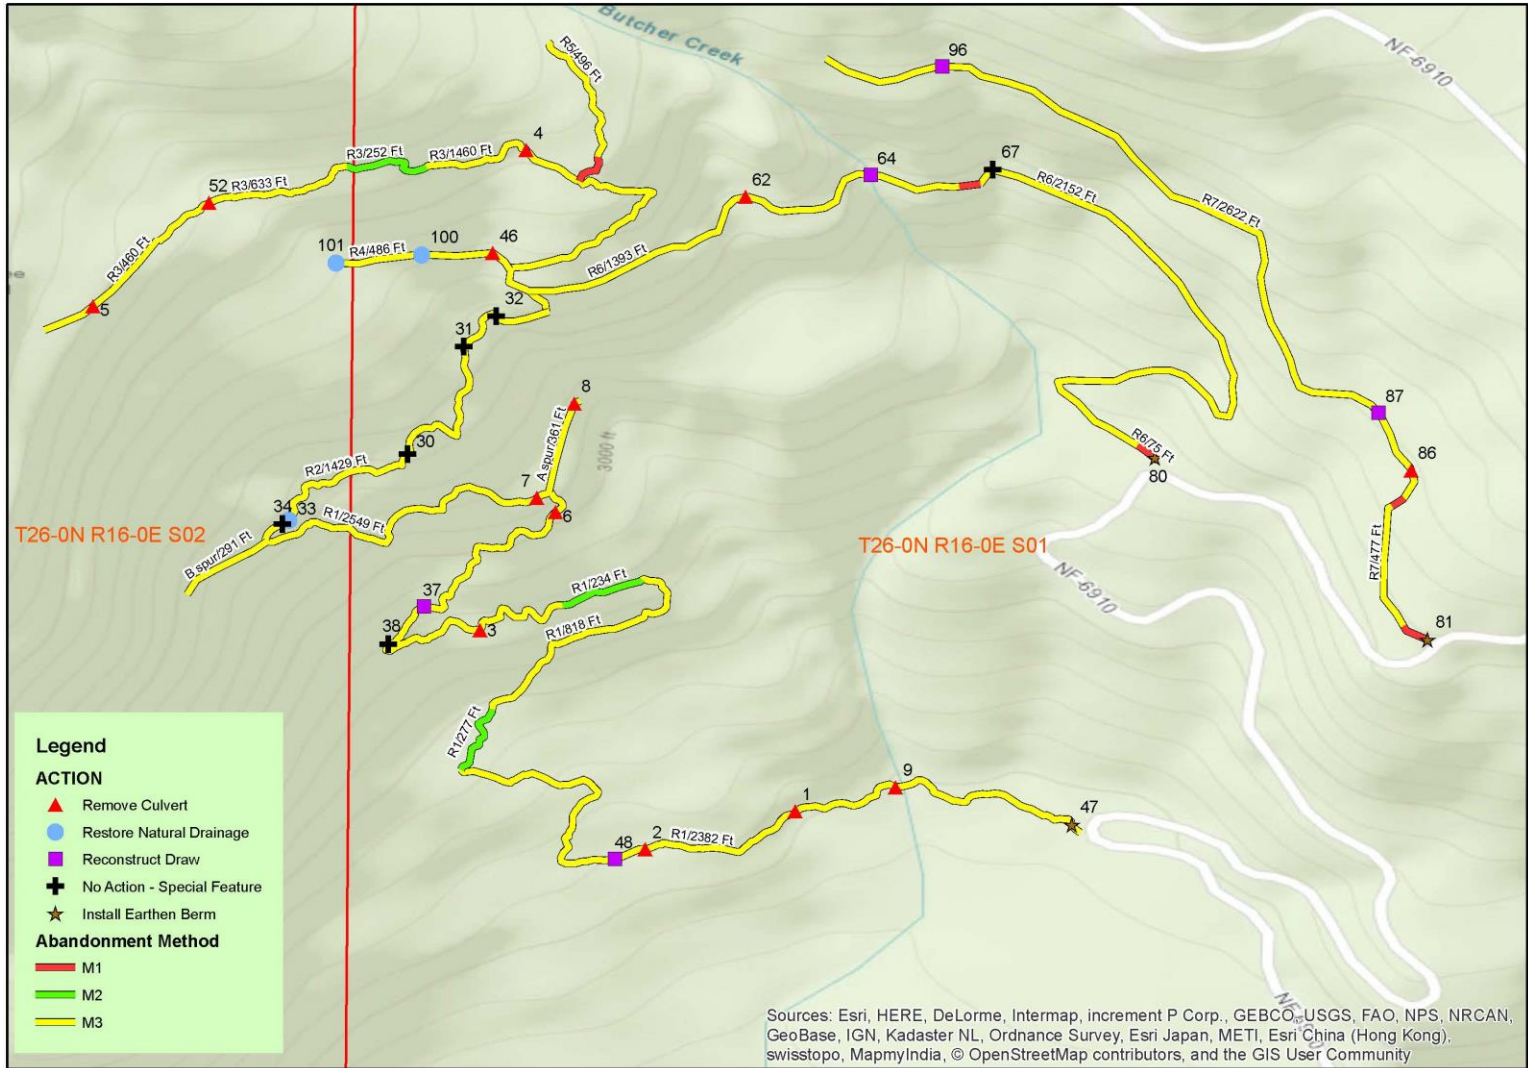 Butcher Creek
R5/496 Ft
96
NF-6910
4
R3/252 Ft
R3/1460 Ft
64
67
52
R3/633 Ft
62
R6/2152 Ft
R7/2622 Ft
101
R4/486 Ft
100
46
R3/460 Ft
R6/1393 Ft
5
32
31
8
87
A spur/361 Ft
3000 ft
30
R6/75 Ft
86
R2/1429 Ft
80
7
34
33
R1/2549 Ft
6
T26-0N R16-0E S02
T26-0N R16-0E S01
B spur/291 Ft
R7/477 Ft
NF-6910
R1/234 Ft
37
38
3
R1/818 Ft
81
R1/277 Ft
9
1
47
48
2
R1/2382 Ft
Legend
ACTION
Remove Culvert
Restore Natural Drainage
Reconstruct Draw
No Action - Special Feature
Install Earthen Berm
Abandonment Method
M1
M2
M3
Sources: Esri, HERE, DeLorme, Intermap, increment P Corp., GEBCO, USGS, FAO, NPS, NRCAN,
GeoBase, IGN, Kadaster NL, Ordnance Survey, Esri Japan, METI, Esri China (Hong Kong),
swisstopo, MapmyIndia, © OpenStreetMap contributors, and the GIS User Community